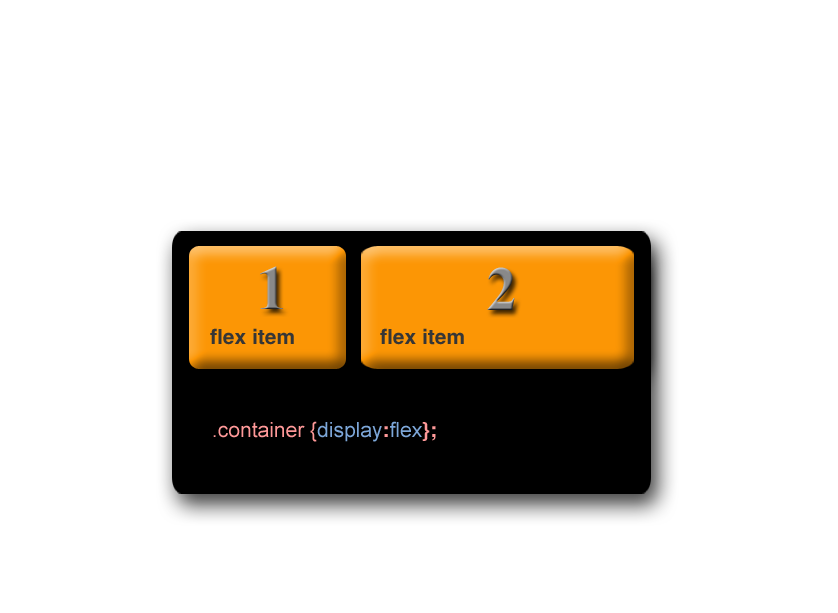 1 2
flex item flex item
.container {display:flex};